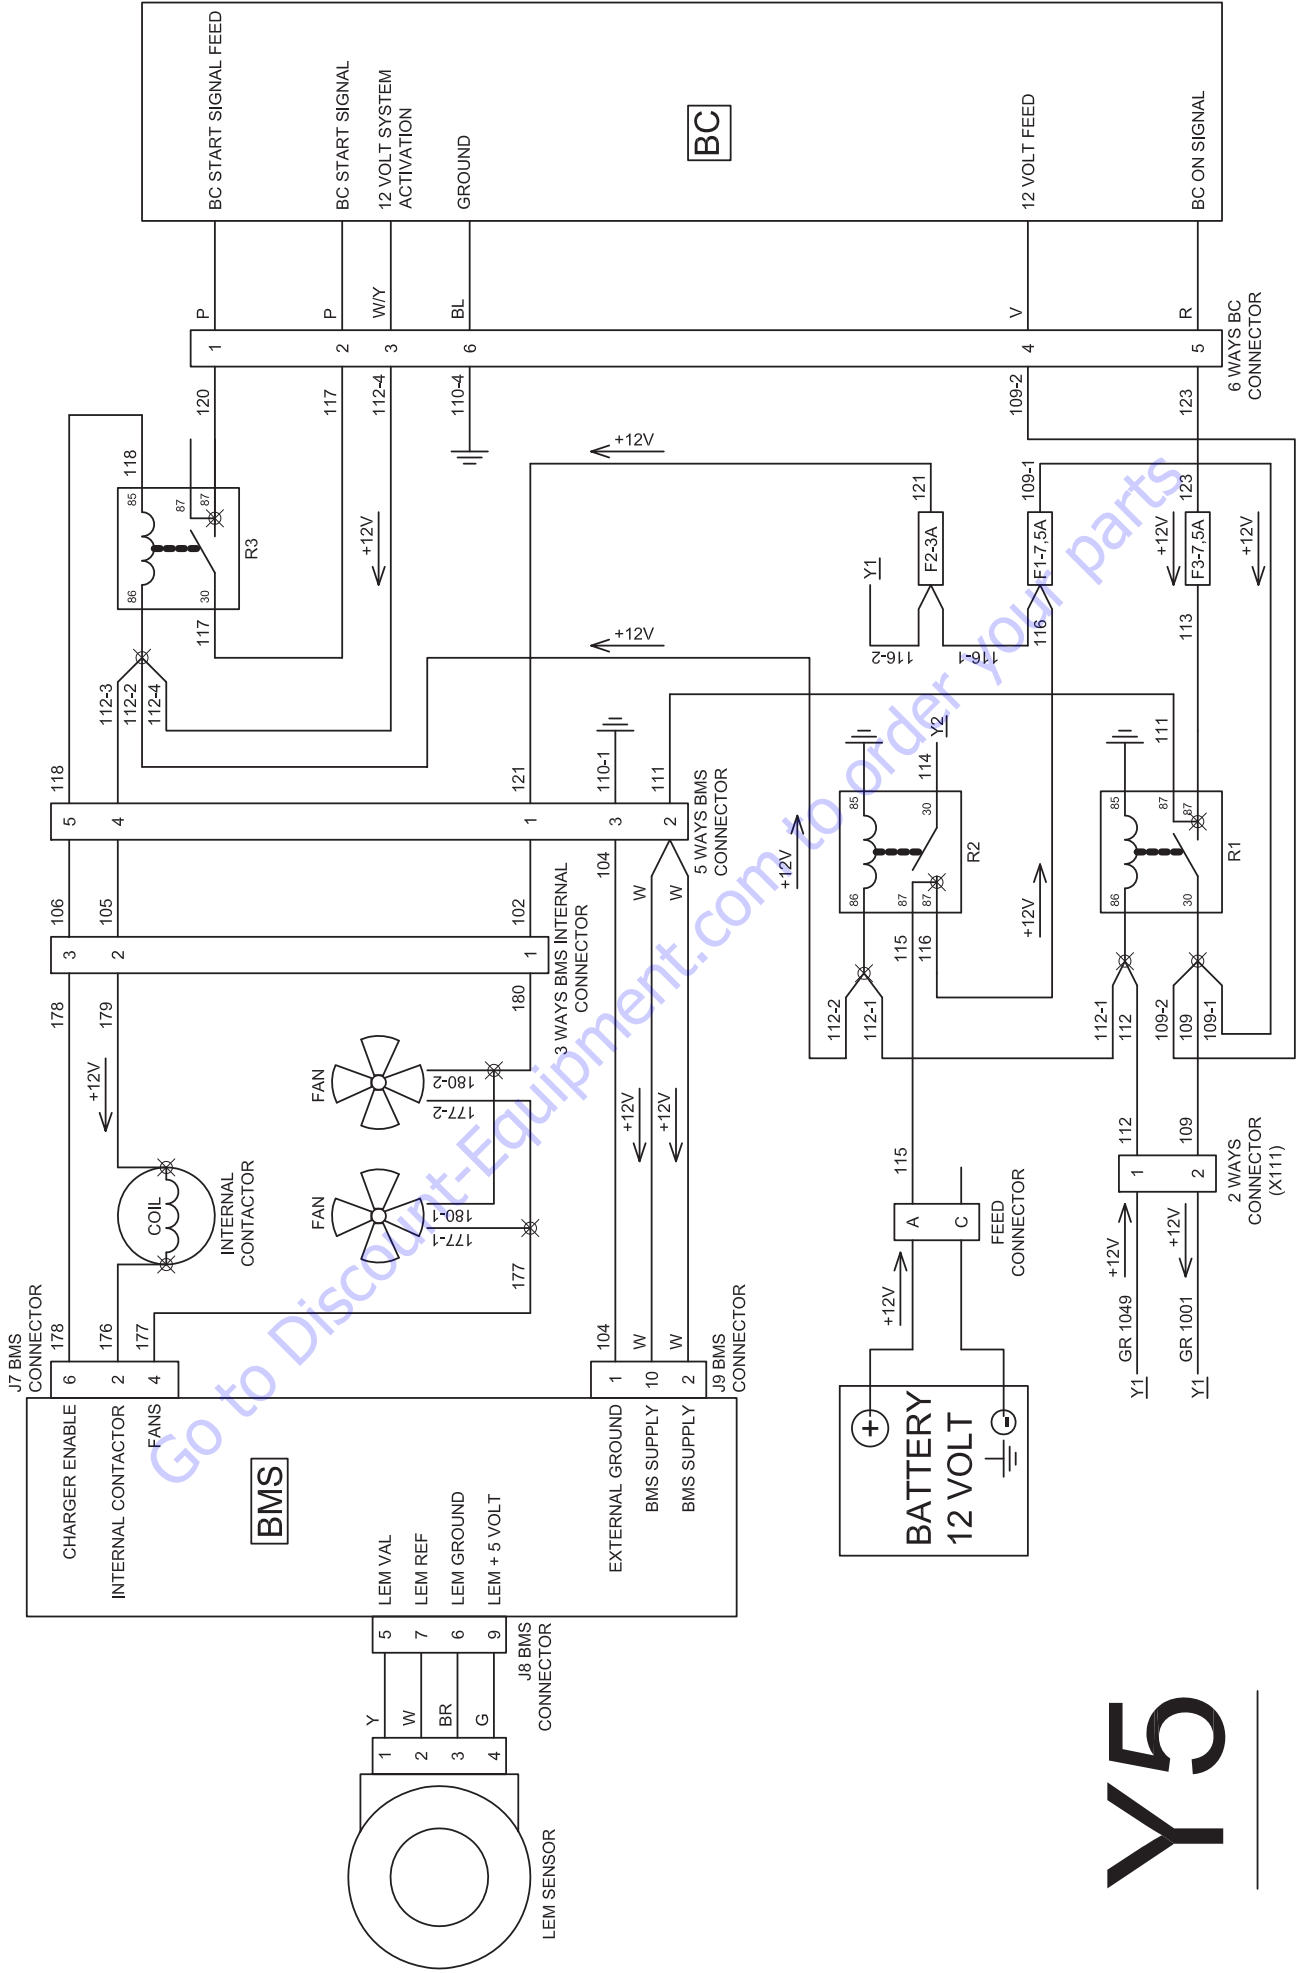 BC
BC START SIGNAL FEED
BC START SIGNAL
12 VOLT SYSTEM
ACTIVATION
GROUND
12 VOLT FEED
BC ON SIGNAL
P
P
W/Y
BL
V
R
1
2
3
6
4
5
6 WAYS BC
CONNECTOR
120
117
112-4
110-4
109-2
123
118
85
87
87
86
30
R3
117
+12V
+12V
112-3
112-2
112-4
121
109-1
123
F2-3A
F1-7,5A
F3-7,5A
+12V
+12V
Y1
116-2
116-1
116
113
+12V
118
121
110-1
111
5
4
1
3
2
5 WAYS BMS
CONNECTOR
114
Y2
111
85
30
86
87
87
R2
+12V
+12V
85
87
87
86
30
R1
106
105
102
104
W
W
3
2
1
3 WAYS BMS INTERNAL
CONNECTOR
178
179
180
115
116
112-2
112-1
112-1
112
109-2
109
109-1
+12V
FAN
180-2
177-2
FAN
180-1
177-1
+12V
+12V
COIL
INTERNAL
CONTACTOR
177
115
112
109
A
C
FEED
CONNECTOR
1
2
2 WAYS
CONNECTOR
(X111)
+12V
+12V
+12V
GR 1049
GR 1001
Y1
Y1
J7 BMS
CONNECTOR
178
176
177
6
2
4
104
W
W
1
10
2
J9 BMS
CONNECTOR
BMS
CHARGER ENABLE
INTERNAL CONTACTOR
FANS
EXTERNAL GROUND
BMS SUPPLY
BMS SUPPLY
LEM VAL
LEM REF
LEM GROUND
LEM + 5 VOLT
BATTERY
12 VOLT
+
-
5
7
6
9
J8 BMS
CONNECTOR
Y
W
BR
G
1
2
3
4
LEM SENSOR
Y5
Go to Discount-Equipment.com to order your parts